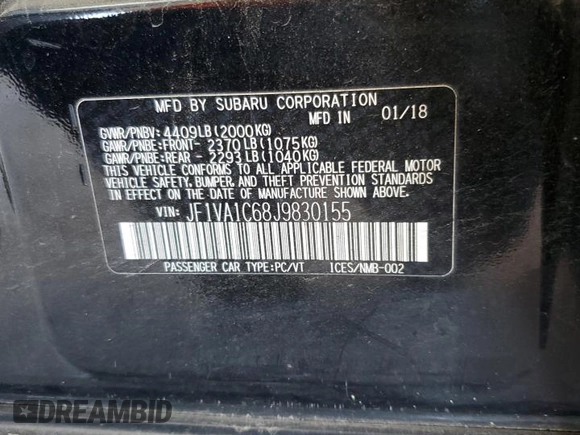 MFD BY SUBARU CORPORATION
MFD IN 01/18
GVWR/PNBV: 4409LB(2000KG)
GAWR/PNBE:FRONT- 2370LB(1075KG)
GAWR/PNBE:REAR - 2293LB(1040KG)
THIS VEHICLE CONFORMS TO ALL APPLICABLE FEDERAL MOTOR
VEHICLE SAFETY, BUMPER, AND THEFT PREVENTION STANDARDS
IN EFFECT ON THE DATE OF MANUFACTURE SHOWN ABOVE.
VIN: JF1VA1C68J9830155
PASSENGER CAR TYPE:PC/VT ICES/NMB-002
DREAMBID